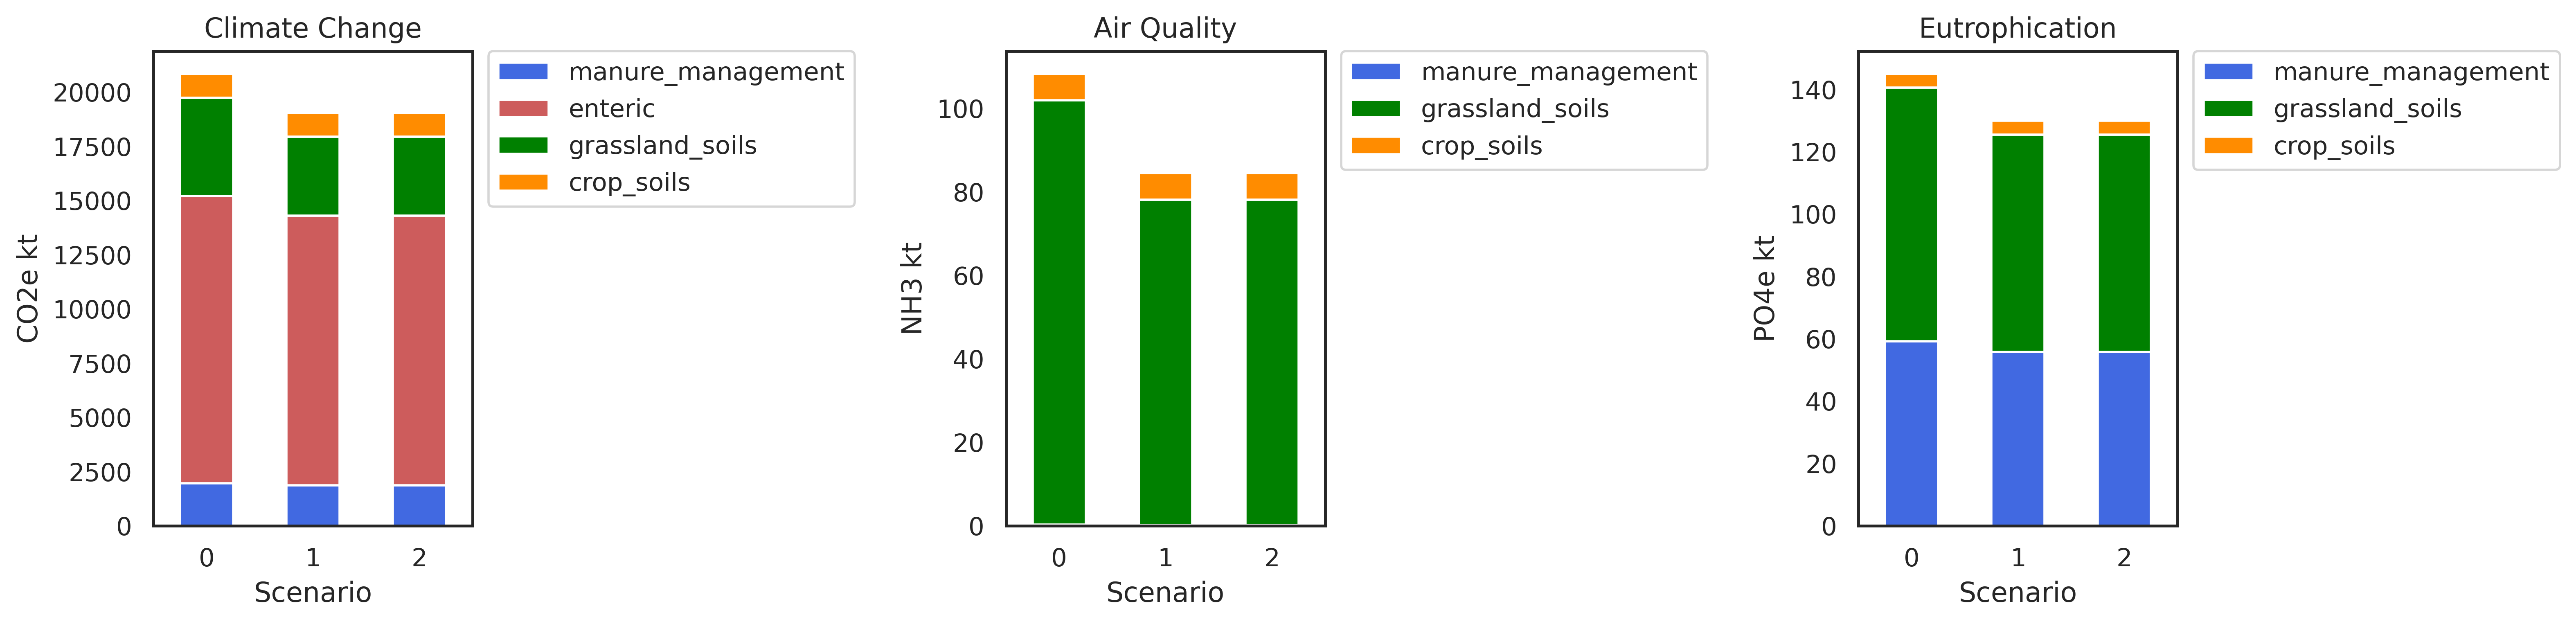 Climate Change
CO2e kt
20000
17500
15000
12500
10000
7500
5000
2500
0
0 1 2
Scenario
manure_management
enteric
grassland_soils
crop_soils
Air Quality
NH3 kt
100
80
60
40
20
0
0 1 2
Scenario
manure_management
grassland_soils
crop_soils
Eutrophication
PO4e kt
140
120
100
80
60
40
20
0
0 1 2
Scenario
manure_management
grassland_soils
crop_soils